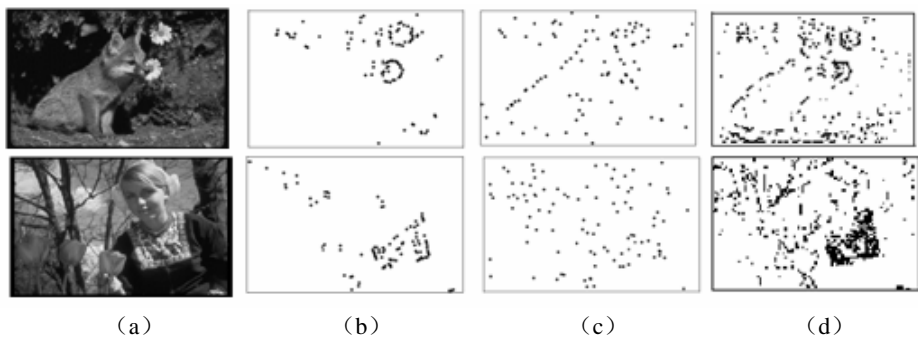 （a） （b） （c） （d）